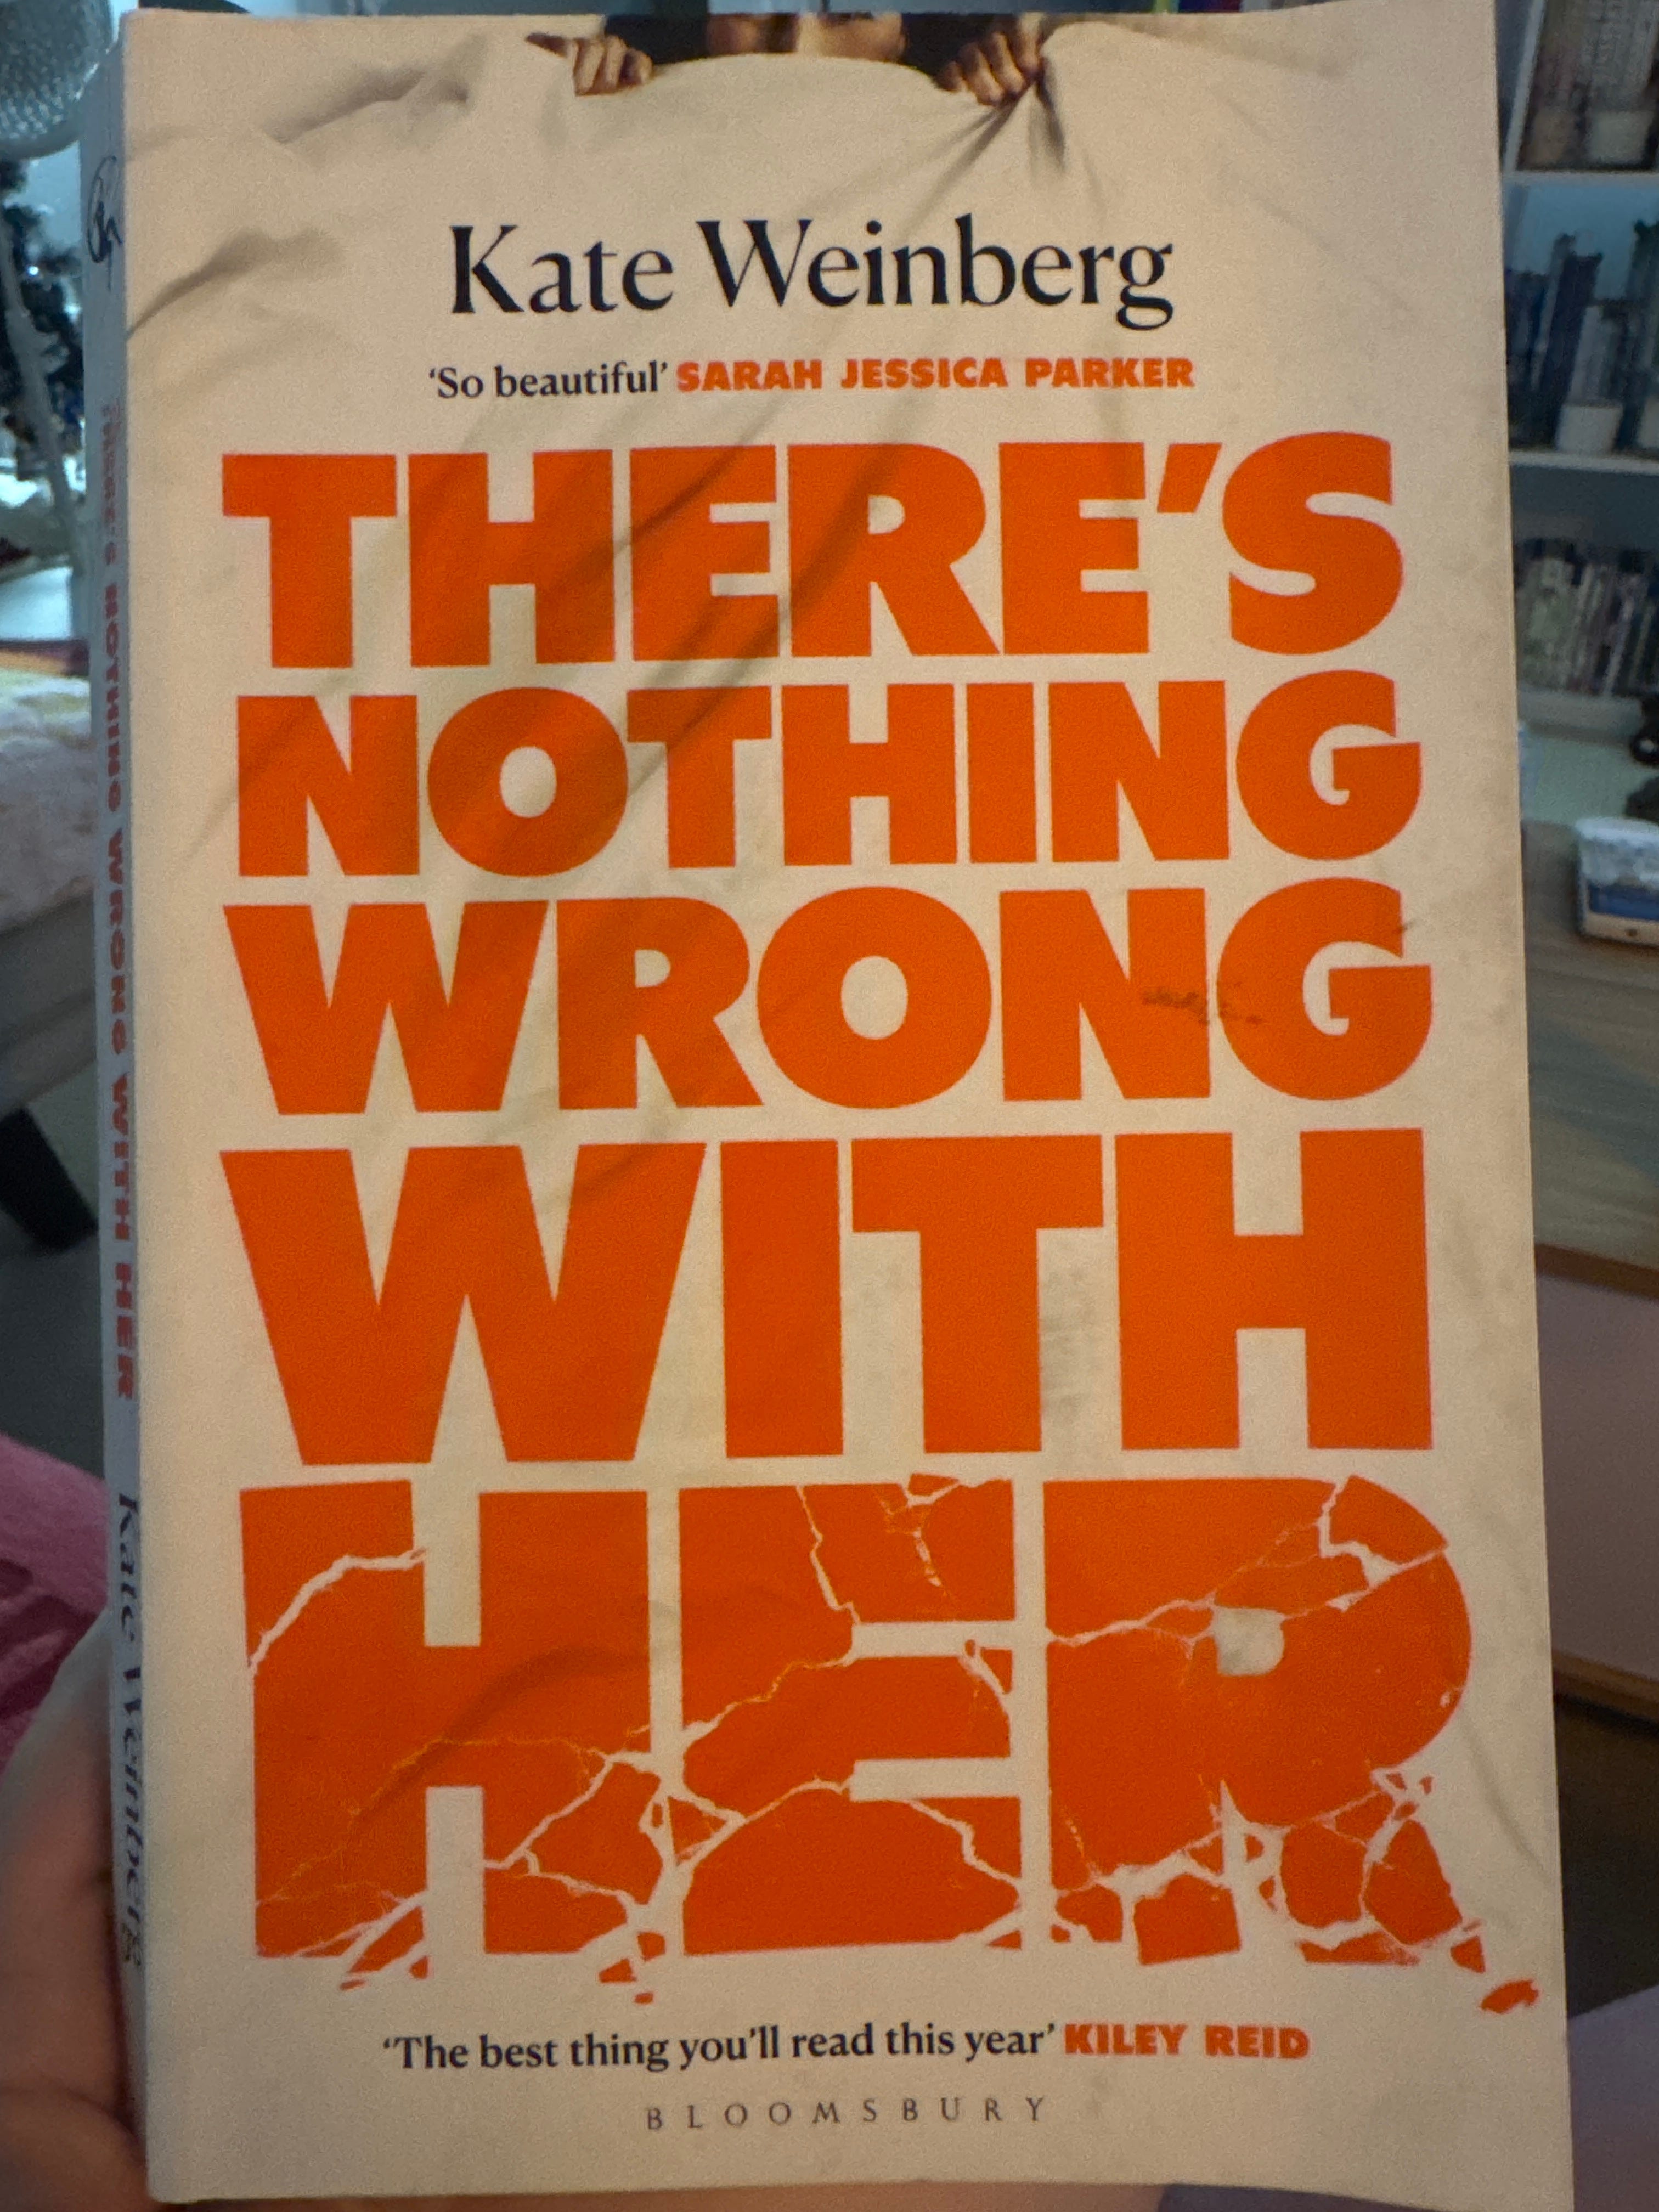 Kate Weinberg
‘So beautiful’ SARAH JESSICA PARKER
THERE’S
NOTHING
WRONG
WITH
HER
‘The best thing you’ll read this year’ KILEY REID
BLOOMSBURY
THERE’S NOTHING WRONG WITH HER Kate Weinberg